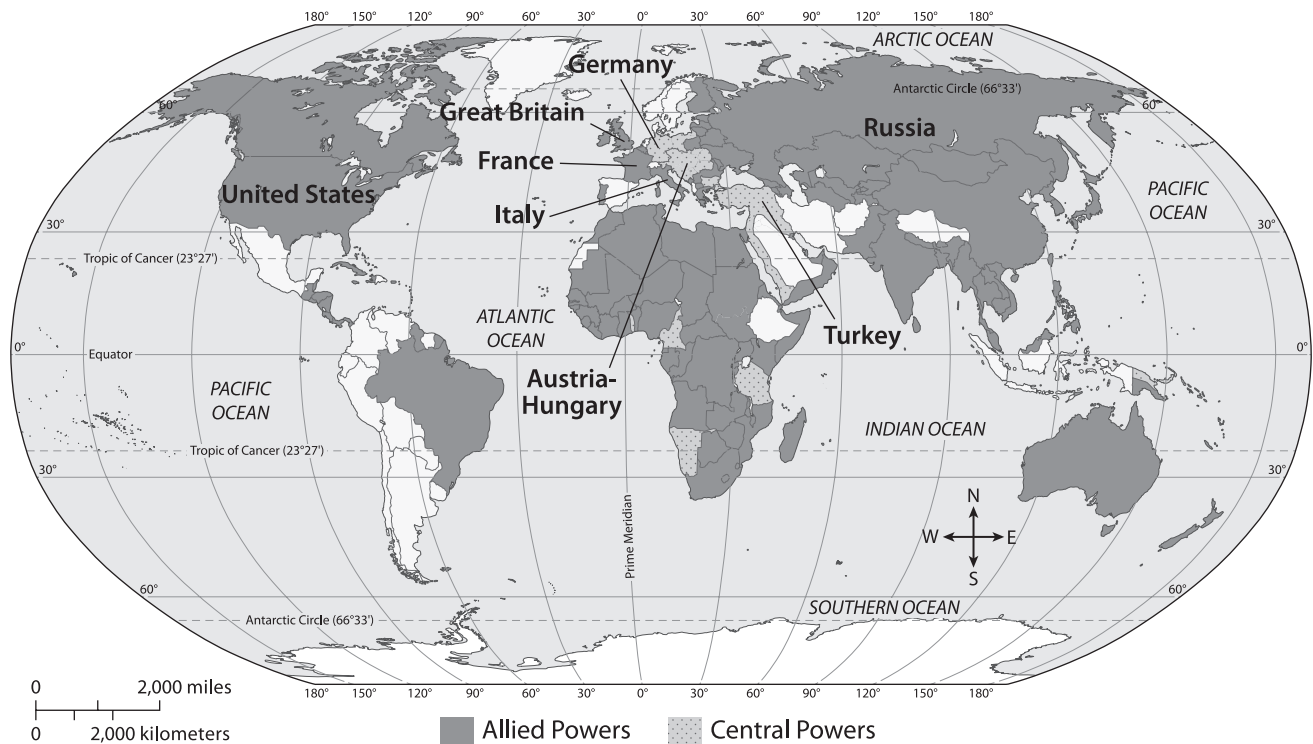 180° 150° 120° 90° 60° 30° 0° 30° 60° 90° 120° 150° 180°
ARCTIC OCEAN
Germany
Antarctic Circle (66°33')
60°
60°
Great Britain
Russia
France
United States
PACIFIC
OCEAN
Italy
30°
30°
Tropic of Cancer (23°27')
ATLANTIC
OCEAN
Turkey
0°
Equator
0°
Austria-
Hungary
PACIFIC
OCEAN
INDIAN OCEAN
Tropic of Cancer (23°27')
30°
30°
Prime Meridian
N
W E
S
60°
60°
SOUTHERN OCEAN
Antarctic Circle (66°33')
180° 150° 120° 90° 60° 30° 0° 30° 60° 90° 120° 150° 180°
0 2,000 miles
0 2,000 kilometers
Allied Powers Central Powers